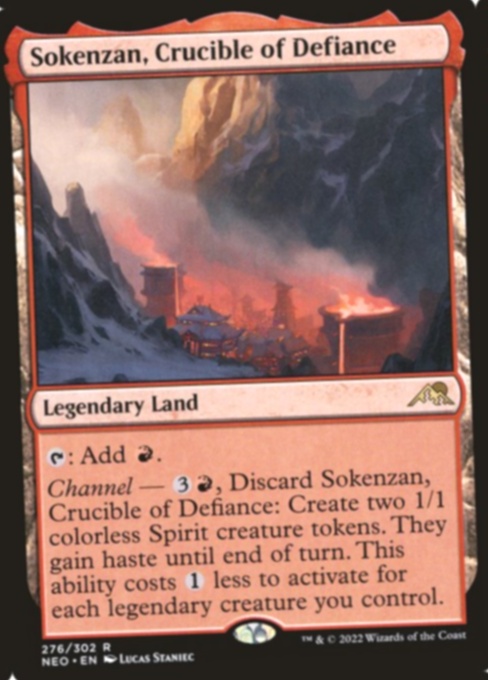 Sokenzan, Crucible of Defiance
Legendary Land
: Add .
Channel — 3 , Discard Sokenzan,
Crucible of Defiance: Create two 1/1
colorless Spirit creature tokens. They
gain haste until end of turn. This
ability costs 1 less to activate for
each legendary creature you control.
276/302 R
NEO • EN LUCAS STANIEC
™ & © 2022 Wizards of the Coast